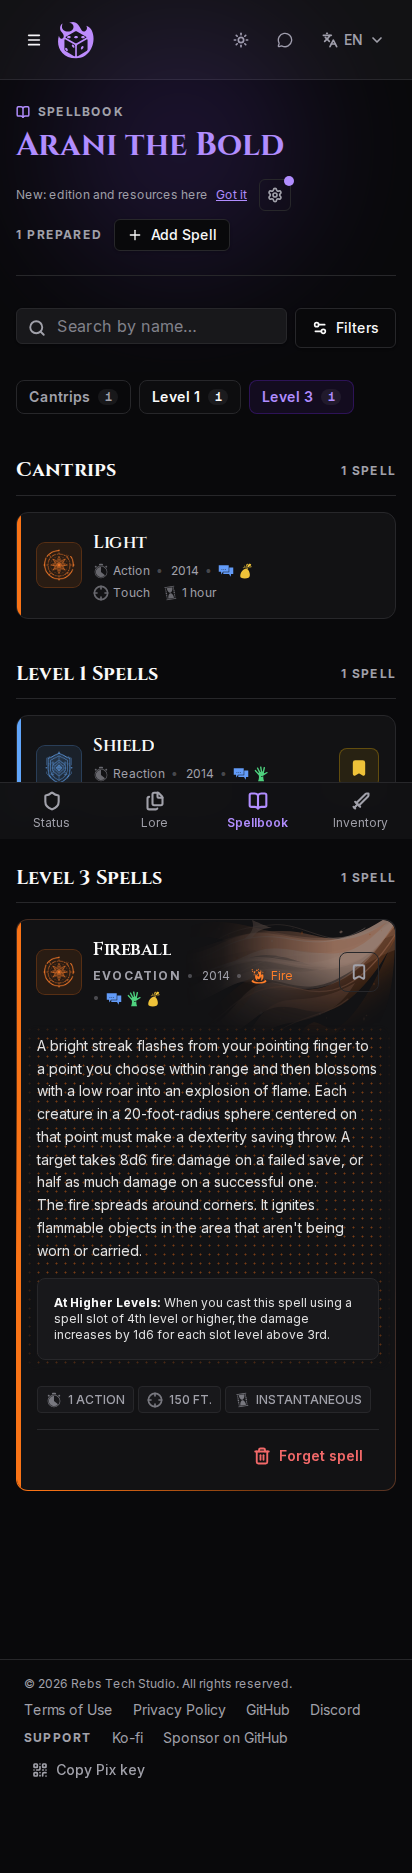 EN
SPELLBOOK
Arani the Bold
New: edition and resources here Got it
1 PREPARED
Add Spell
Search by name...
Filters
Cantrips 1
Level 1 1
Level 3 1
Cantrips
1 SPELL
Light
Action • 2014 •
Touch 1 hour
Level 1 Spells
1 SPELL
Shield
Reaction • 2014 •
Status
Lore
Spellbook
Inventory
Level 3 Spells
1 SPELL
Fireball
EVOCATION • 2014 • Fire
•
A bright streak flashes from your pointing finger to
a point you choose within range and then blossoms
with a low roar into an explosion of flame. Each
creature in a 20-foot-radius sphere centered on
that point must make a dexterity saving throw. A
target takes 8d6 fire damage on a failed save, or
half as much damage on a successful one.
The fire spreads around corners. It ignites
flammable objects in the area that aren't being
worn or carried.
At Higher Levels: When you cast this spell using a
spell slot of 4th level or higher, the damage
increases by 1d6 for each slot level above 3rd.
1 ACTION
150 FT.
INSTANTANEOUS
Forget spell
© 2026 Rebs Tech Studio. All rights reserved.
Terms of Use Privacy Policy GitHub Discord
SUPPORT Ko-fi Sponsor on GitHub
Copy Pix key